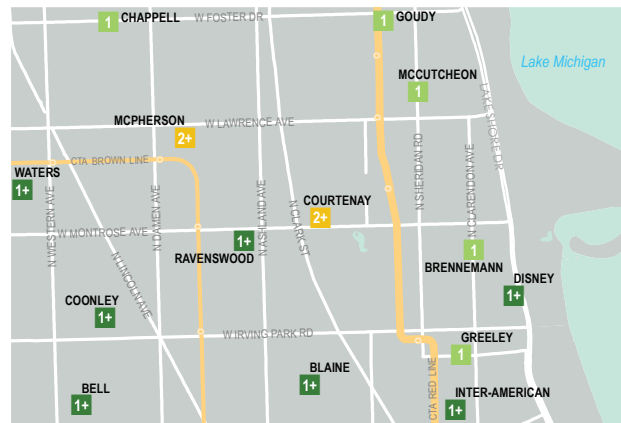 1 CHAPPELL
W FOSTER DR
1 GOUDY
Lake Michigan
MCCUTCHEON
1
LAKE SHORE DR
MCPHERSON
2+
W LAWRENCE AVE
CTA BROWN LINE
WATERS
1+
N WESTERN AVE
N DAMEN AVE
N ASHLAND AVE
N CLARK ST
N SHERIDAN RD
N CLARENDON AVE
COURTENAY
2+
W MONTROSE AVE
1+
RAVENSWOOD
1
BRENNEMANN
DISNEY
1+
N LINCOLN AVE
COONLEY
1+
W IRVING PARK RD
GREELEY
1
BLAINE
1+
BELL
1+
CTA RED LINE
INTER-AMERICAN
1+